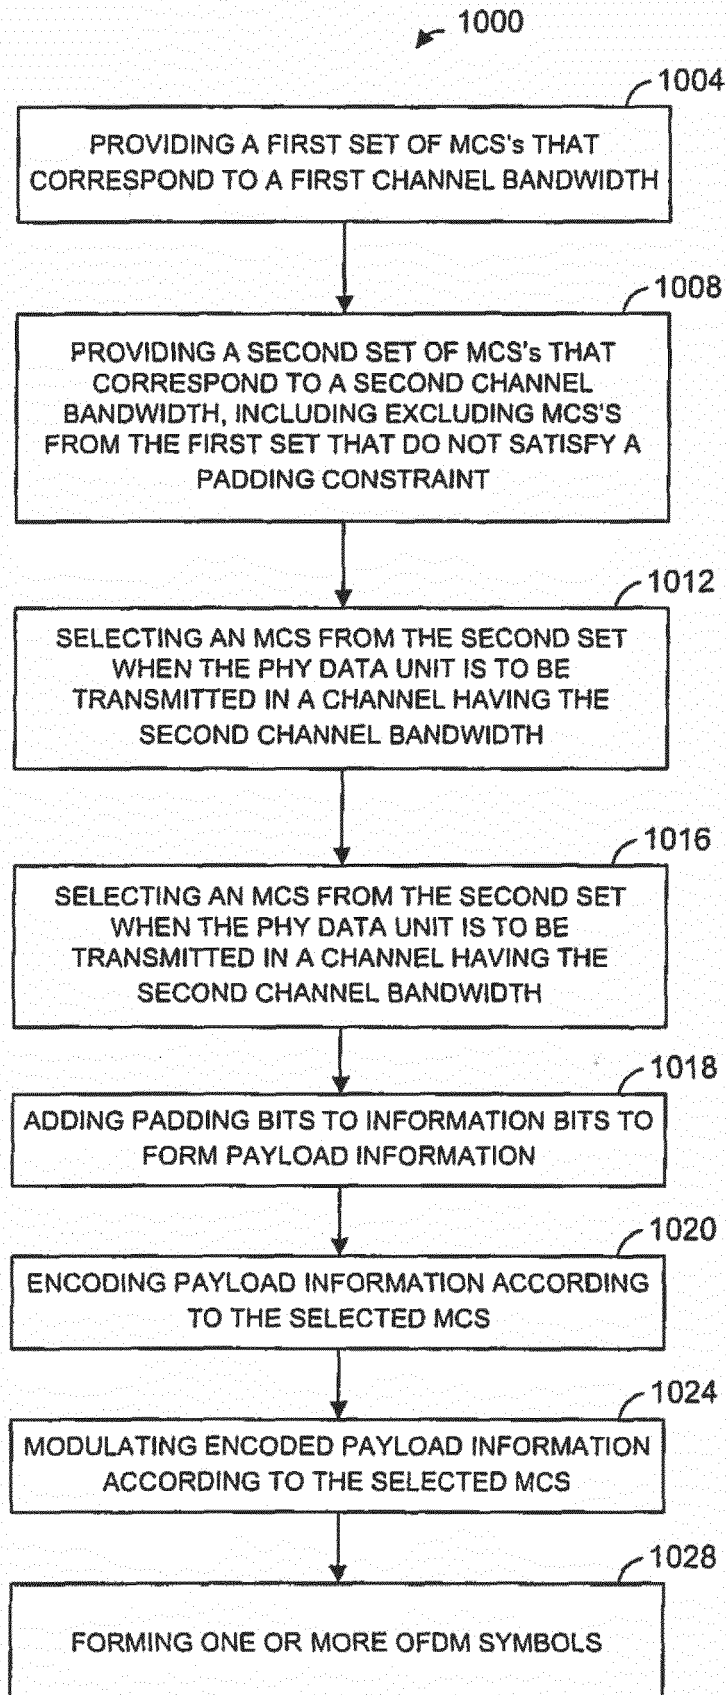 1000
1004
PROVIDING A FIRST SET OF MCS's THAT
CORRESPOND TO A FIRST CHANNEL BANDWIDTH
1008
PROVIDING A SECOND SET OF MCS's THAT
CORRESPOND TO A SECOND CHANNEL
BANDWIDTH, INCLUDING EXCLUDING MCS'S
FROM THE FIRST SET THAT DO NOT SATISFY A
PADDING CONSTRAINT
1012
SELECTING AN MCS FROM THE SECOND SET
WHEN THE PHY DATA UNIT IS TO BE
TRANSMITTED IN A CHANNEL HAVING THE
SECOND CHANNEL BANDWIDTH
1016
SELECTING AN MCS FROM THE SECOND SET
WHEN THE PHY DATA UNIT IS TO BE
TRANSMITTED IN A CHANNEL HAVING THE
SECOND CHANNEL BANDWIDTH
1018
ADDING PADDING BITS TO INFORMATION BITS TO
FORM PAYLOAD INFORMATION
1020
ENCODING PAYLOAD INFORMATION ACCORDING
TO THE SELECTED MCS
1024
MODULATING ENCODED PAYLOAD INFORMATION
ACCORDING TO THE SELECTED MCS
1028
FORMING ONE OR MORE OFDM SYMBOLS